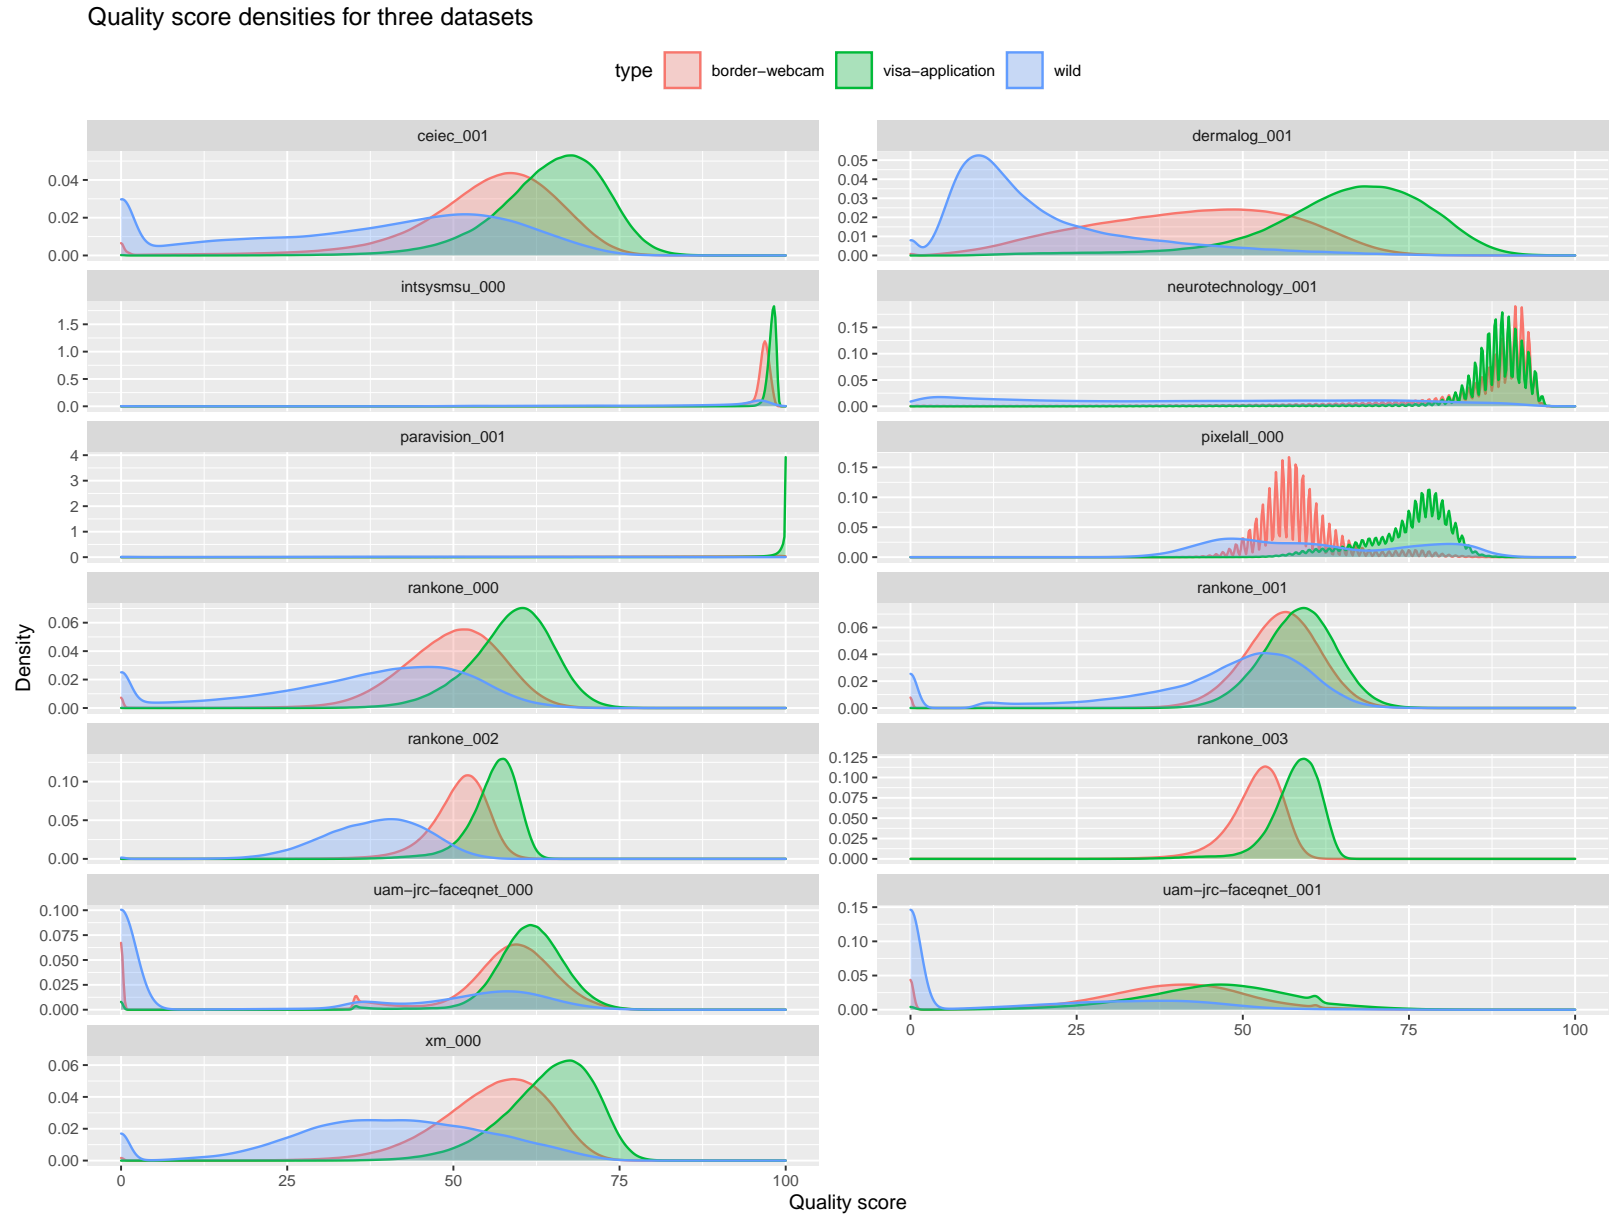 Quality score densities for three datasets
type border−webcam visa−application wild
ceiec_001
0.04
0.02
0.00
dermalog_001
0.05
0.04
0.03
0.02
0.01
0.00
intsysmsu_000
1.5
1.0
0.5
0.0
neurotechnology_001
0.15
0.10
0.05
0.00
paravision_001
4
3
2
1
0
pixelall_000
0.15
0.10
0.05
0.00
rankone_000
0.06
0.04
0.02
0.00
rankone_001
0.06
0.04
0.02
0.00
Density
rankone_002
0.10
0.05
0.00
rankone_003
0.125
0.100
0.075
0.050
0.025
0.000
uam−jrc−faceqnet_000
0.100
0.075
0.050
0.025
0.000
uam−jrc−faceqnet_001
0.15
0.10
0.05
0.00
0 25 50 75 100
xm_000
0.06
0.04
0.02
0.00
0 25 50 75 100
Quality score